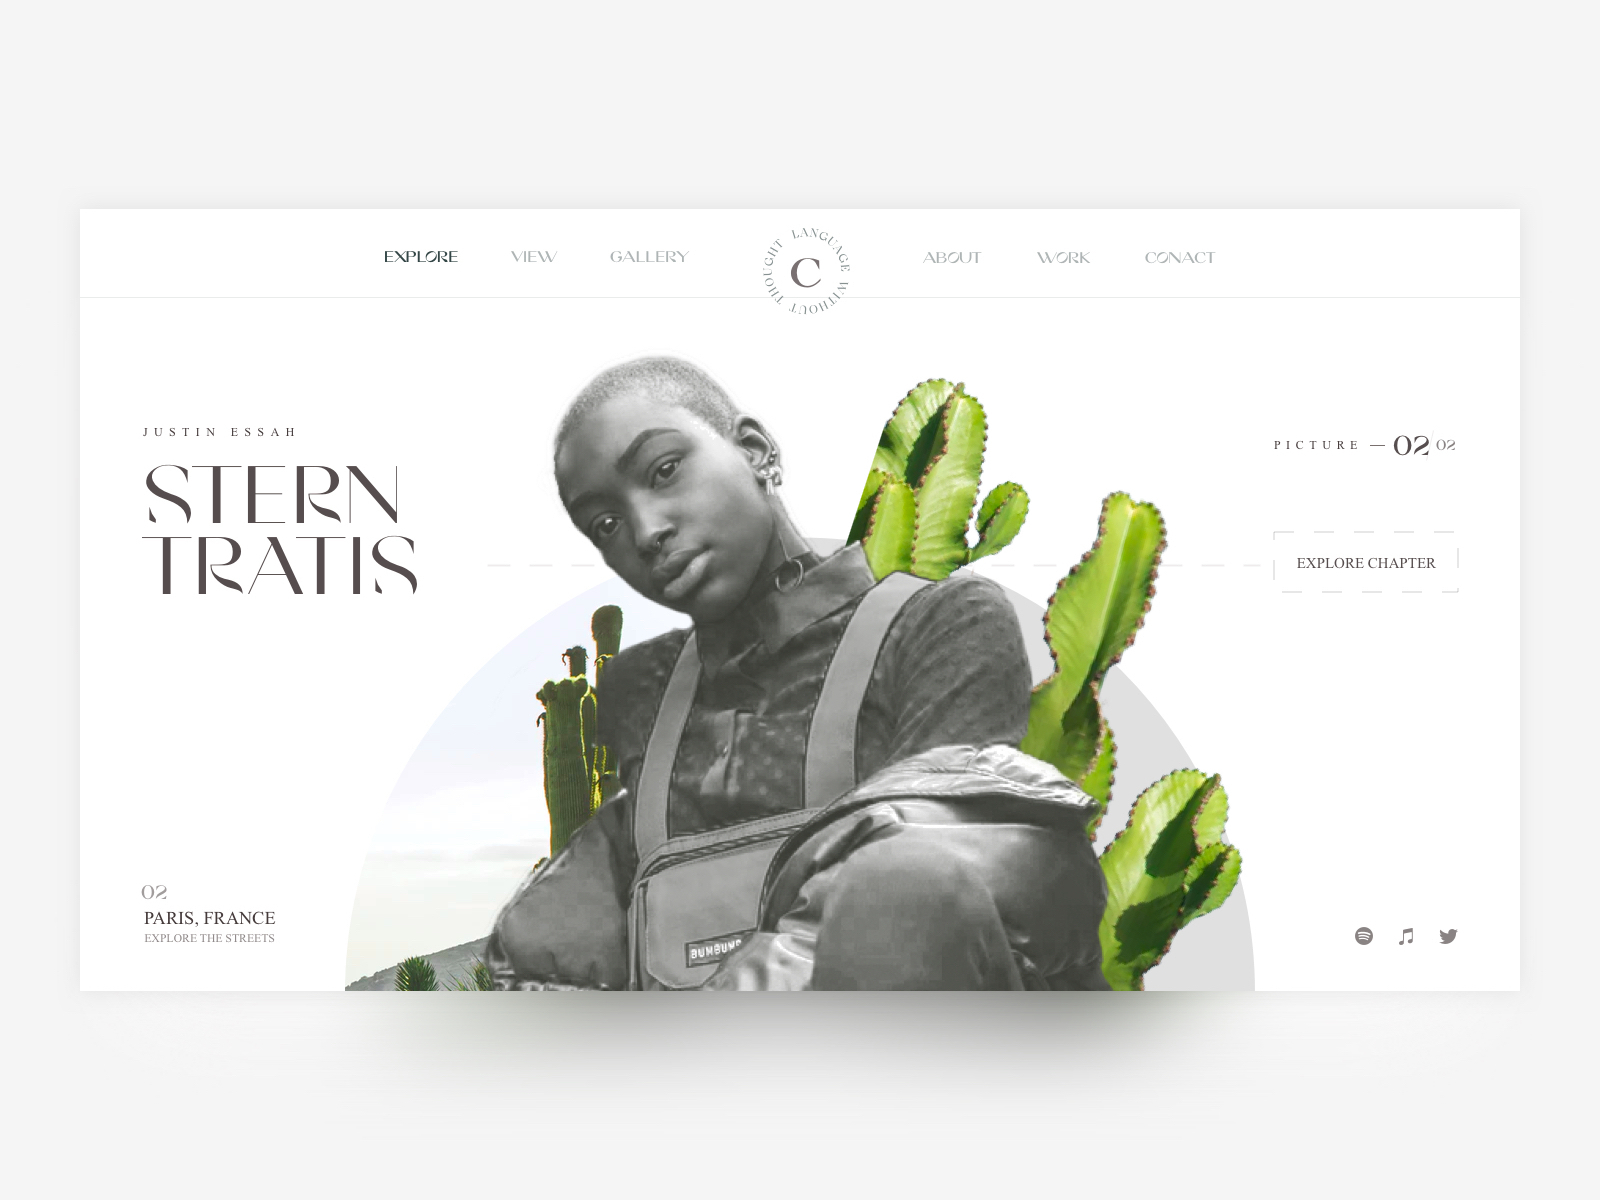 EXPLORE
VIEW
GALLERY
LANGUAGE WITHOUT THOUGHT
C
ABOUT
WORK
CONACT
JUSTIN ESSAH
STERN
TRATIS
PICTURE — 02 / 02
EXPLORE CHAPTER
02
PARIS, FRANCE
EXPLORE THE STREETS